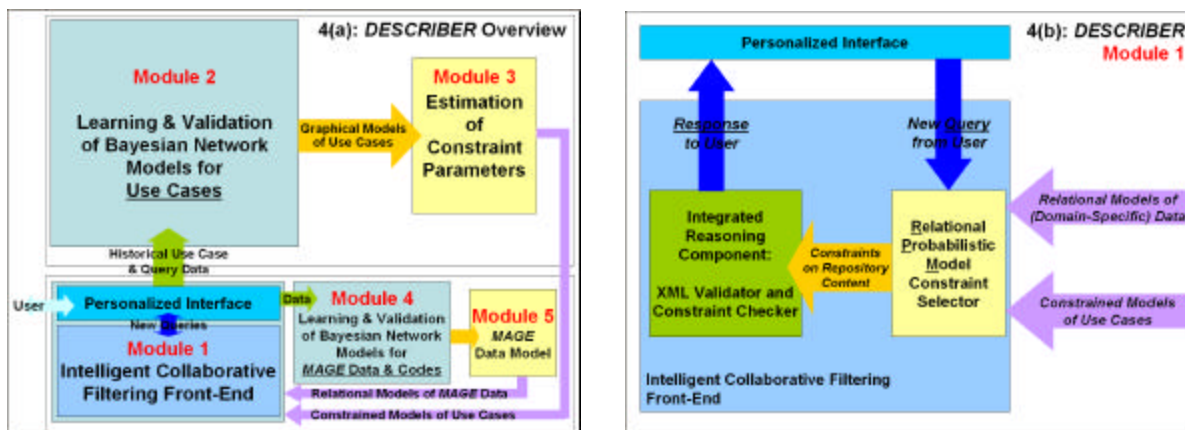 4(a): DESCRIBER Overview
Module 2
Learning & Validation
of Bayesian Network
Models for
Use Cases
Graphical Models
of Use Cases
Module 3
Estimation
of
Constraint
Parameters
Historical Use Case
& Query Data
User
Personalized Interface
New Queries
Module 1
Intelligent Collaborative
Filtering Front-End
Data
Module 4
Learning & Validation
of Bayesian Network
Models for
MAGE Data & Codes
Module 5
MAGE
Data Model
Relational Models of MAGE Data
Constrained Models of Use Cases
4(b): DESCRIBER
Module 1
Personalized Interface
Response
to User
New Query
from User
Integrated
Reasoning
Component:
XML Validator and
Constraint Checker
Constraints
on Repository
Content
Relational
Probabilistic
Model
Constraint
Selector
Relational Models of
(Domain-Specific) Data
Constrained Models
of Use Cases
Intelligent Collaborative Filtering
Front-End